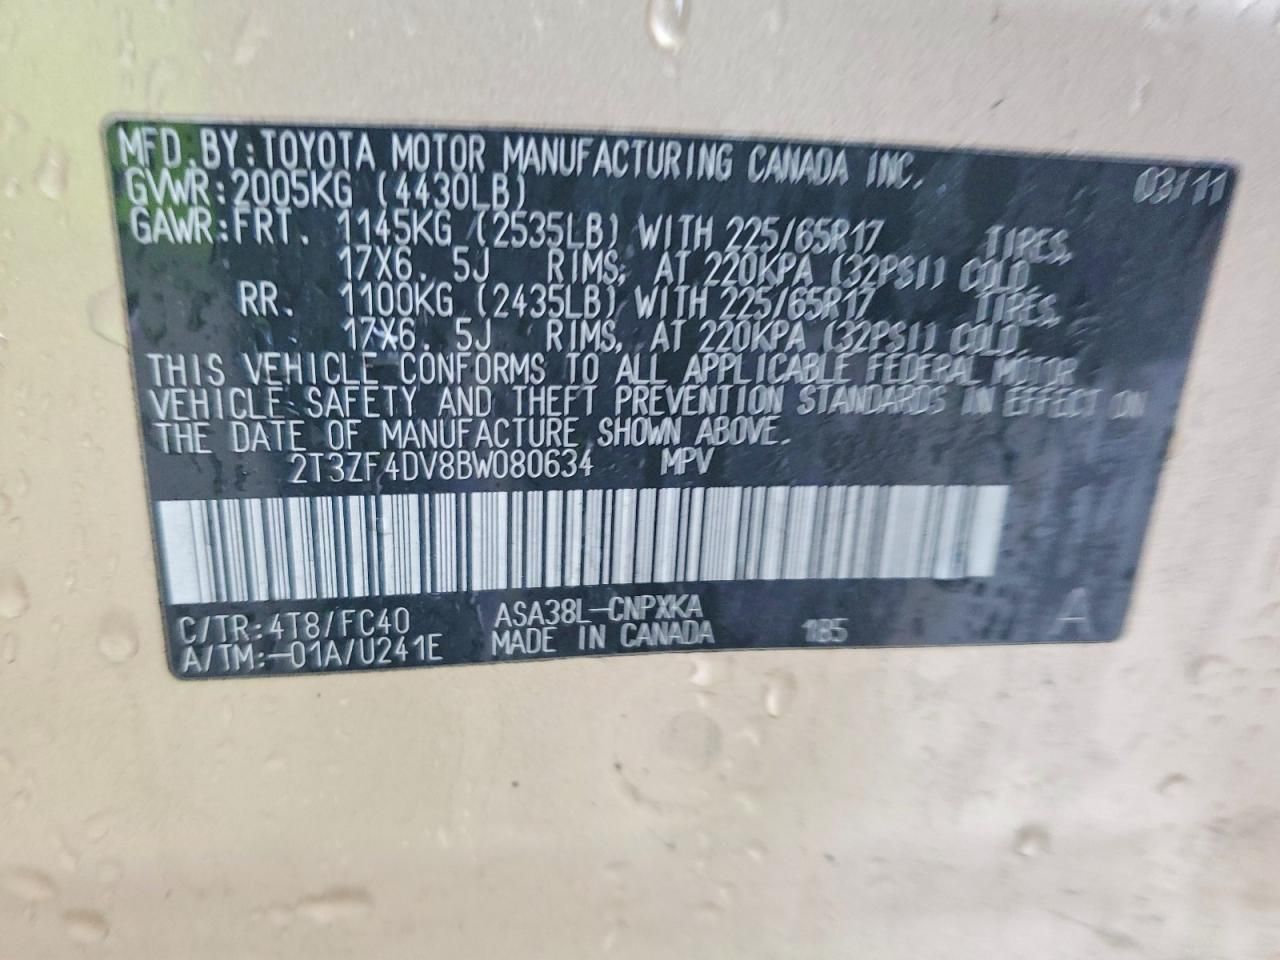 MFD.BY:TOYOTA MOTOR MANUFACTURING CANADA INC. 03/11
GVWR:2005KG (4430LB)
GAWR:FRT. 1145KG (2535LB) WITH 225/65R17 TIRES,
17X6. 5J RIMS, AT 220KPA (32PSI) COLD
RR. 1100KG (2435LB) WITH 225/65R17 TIRES,
17X6. 5J RIMS, AT 220KPA (32PSI) COLD
THIS VEHICLE CONFORMS TO ALL APPLICABLE FEDERAL MOTOR
VEHICLE SAFETY AND THEFT PREVENTION STANDARDS IN EFFECT ON
THE DATE OF MANUFACTURE SHOWN ABOVE.
2T3ZF4DV8BW080634 MPV
C/TR:4T8/FC40 ASA38L-CNPXKA
A/TM:-01A/U241E MADE IN CANADA 185 A